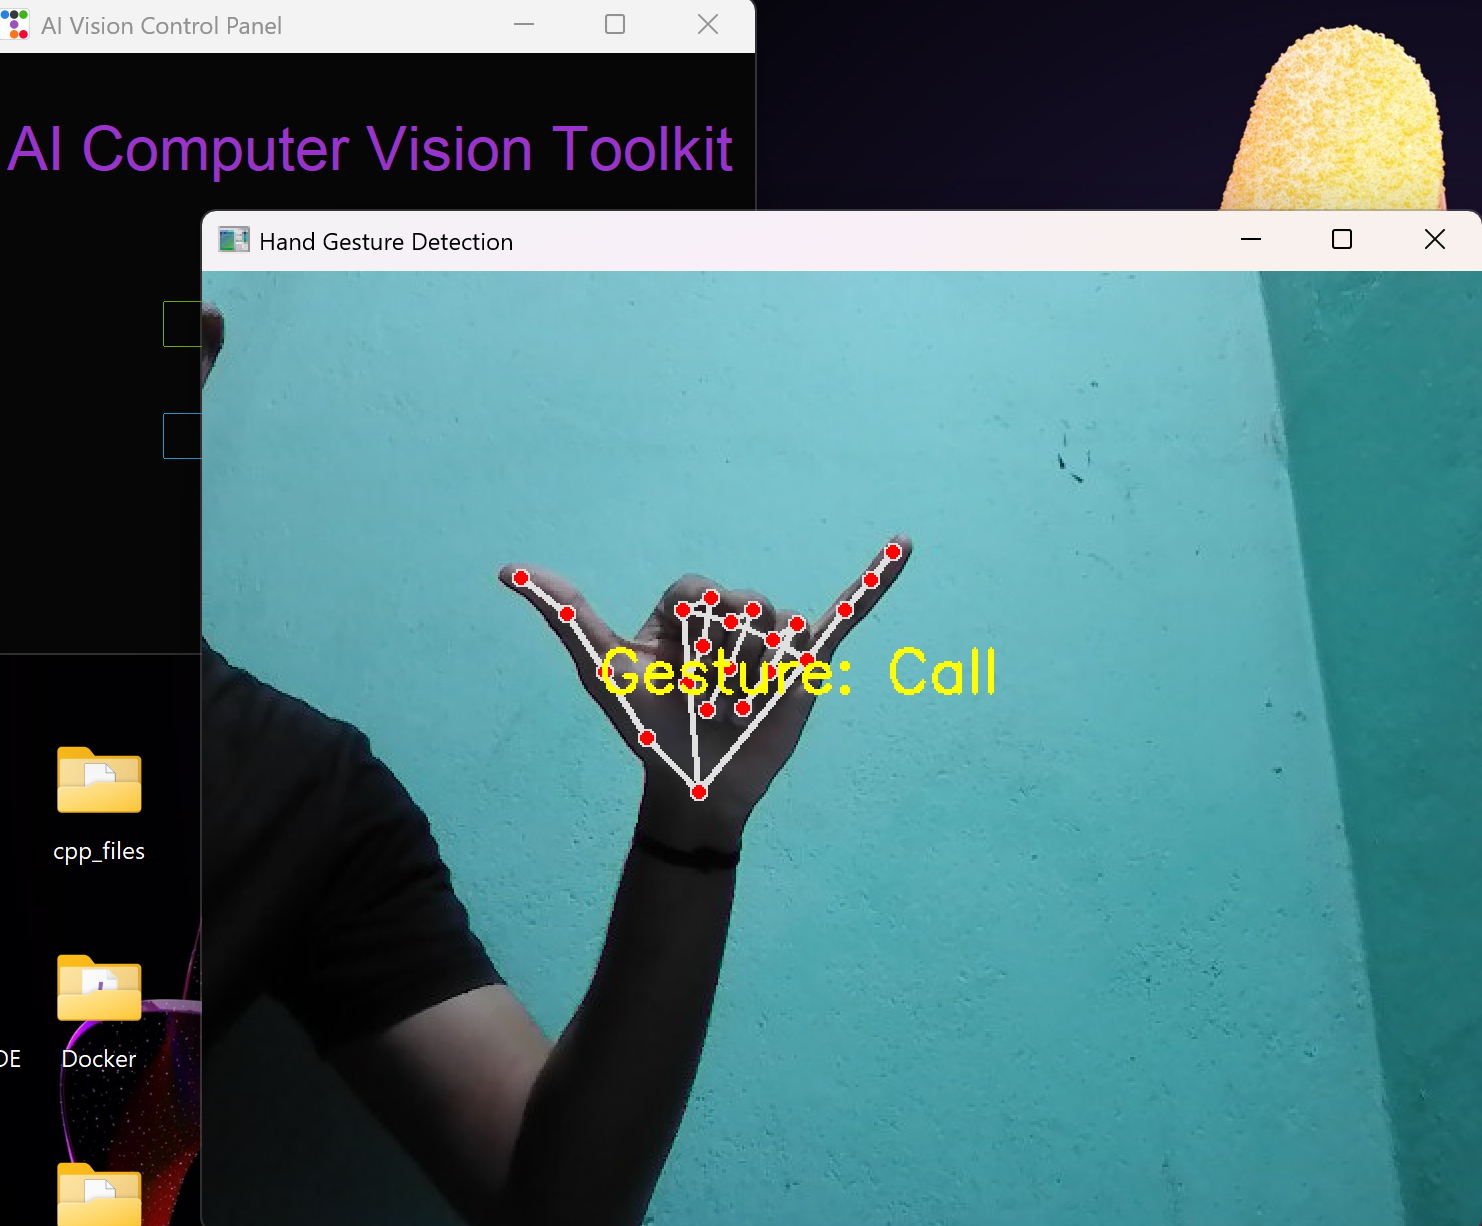 AI Vision Control Panel
AI Computer Vision Toolkit
Hand Gesture Detection
Gesture: Call
cpp_files
DE
Docker